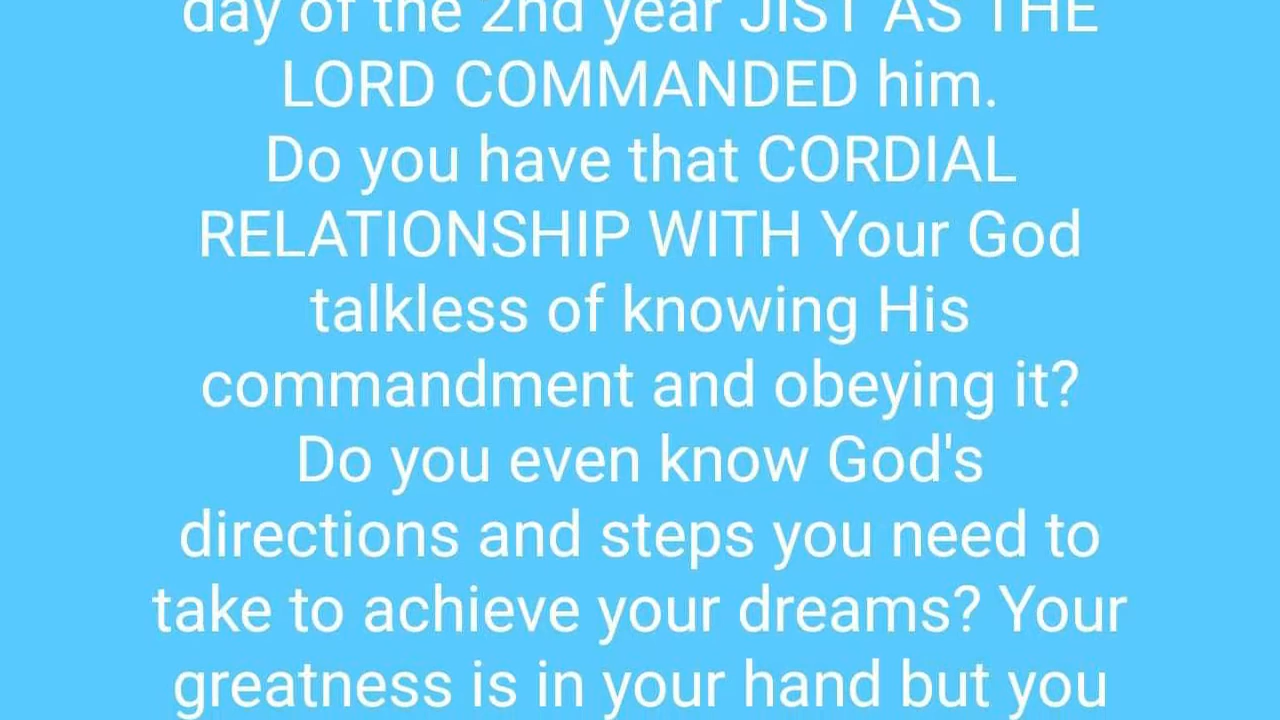 day of the 2nd year JIST AS THE
LORD COMMANDED him.
Do you have that CORDIAL
RELATIONSHIP WITH Your God
talkless of knowing His
commandment and obeying it?
Do you even know God's
directions and steps you need to
take to achieve your dreams? Your
greatness is in your hand but you